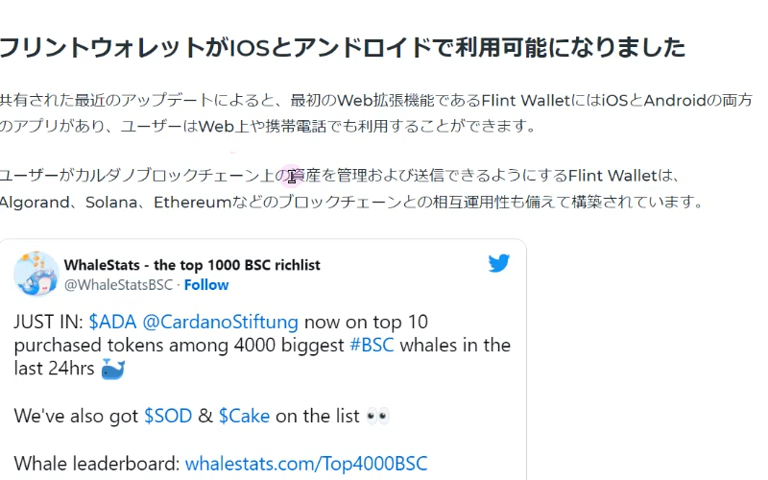 フリントウォレットがIOSとアンドロイドで利用可能になりました
共有された最近のアップデートによると、最初のWeb拡張機能であるFlint WalletにはiOSとAndroidの両方
のアプリがあり、ユーザーはWeb上や携帯電話でも利用することができます。
ユーザーがカルダノブロックチェーン上の資産を管理および送信できるようにするFlint Walletは、
Algorand、Solana、Ethereumなどのブロックチェーンとの相互運用性も備えて構築されています。
WhaleStats - the top 1000 BSC richlist
@WhaleStatsBSC · Follow
JUST IN: $ADA @CardanoStiftung now on top 10
purchased tokens among 4000 biggest #BSC whales in the
last 24hrs 🐳
We've also got $SOD & $Cake on the list 👀
Whale leaderboard: whalestats.com/Top4000BSC